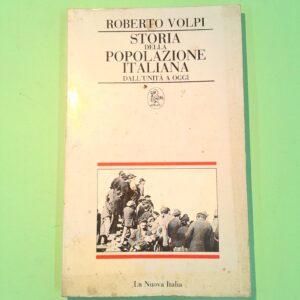 ROBERTO VOLPI
STORIA
DELLA
POPOLAZIONE
ITALIANA
DALL'UNITÀ A OGGI
La Nuova Italia